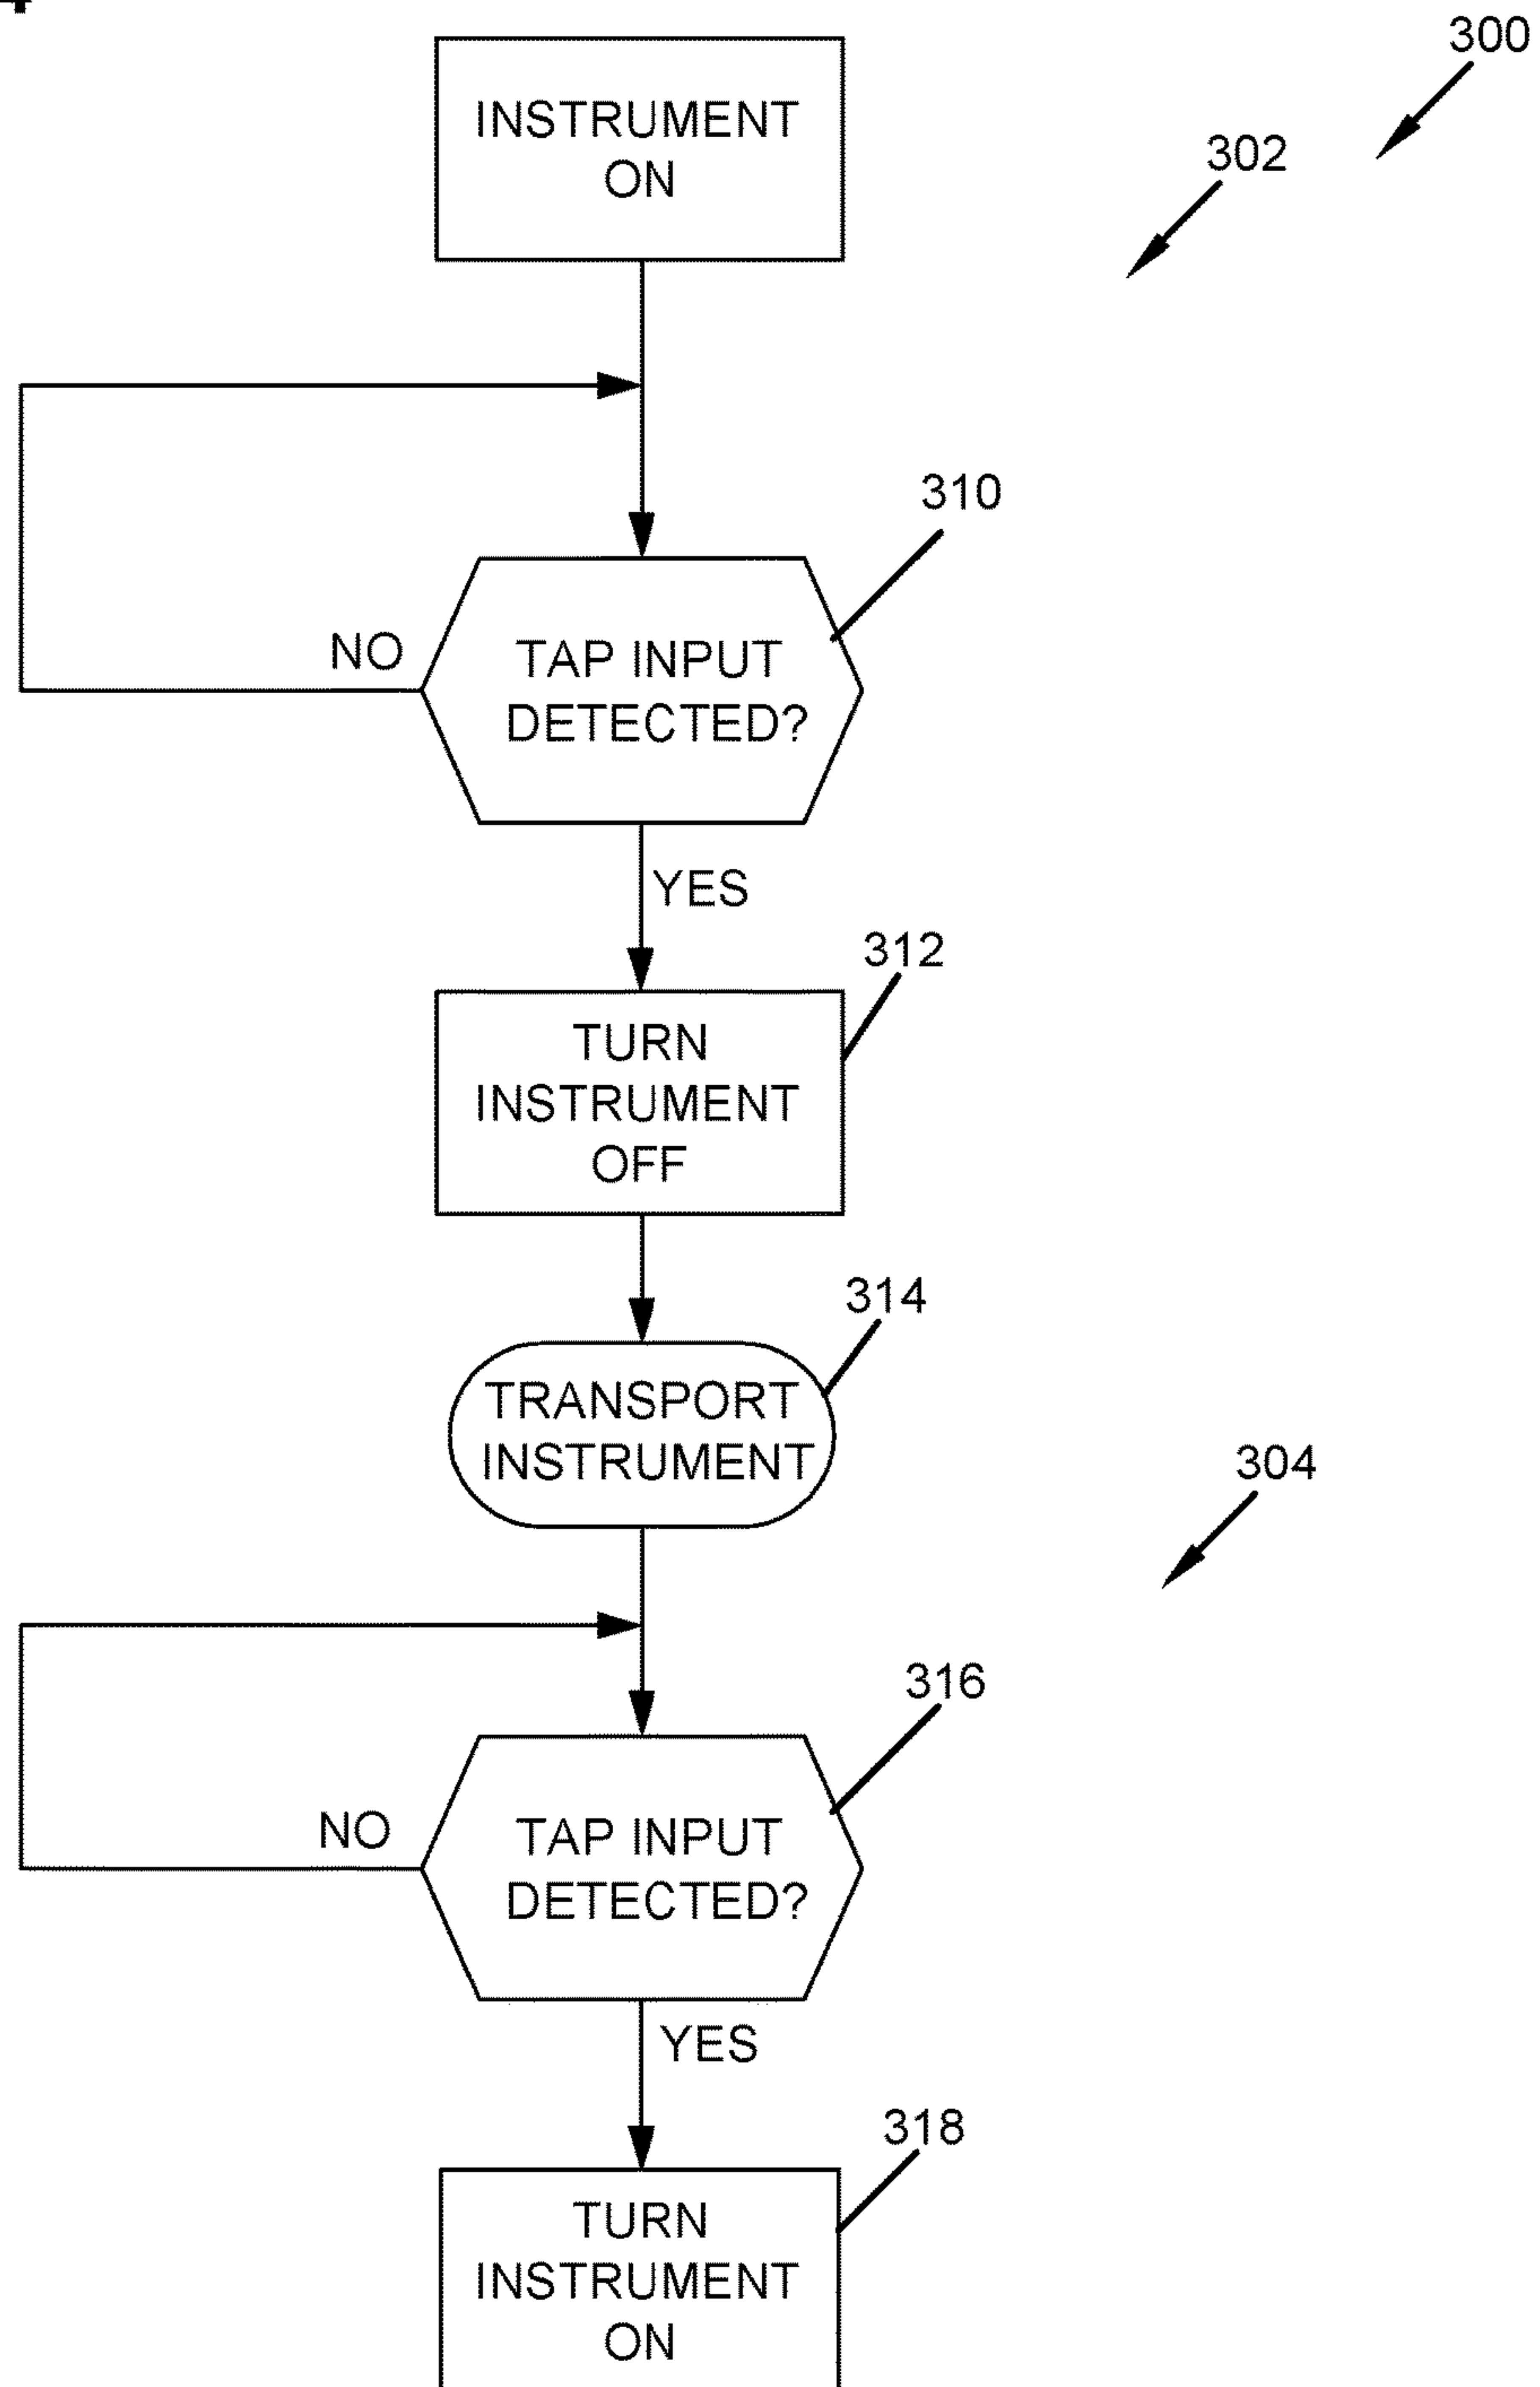 300
302
INSTRUMENT
ON
310
NO
TAP INPUT
DETECTED?
YES
312
TURN
INSTRUMENT
OFF
314
TRANSPORT
INSTRUMENT
304
316
NO
TAP INPUT
DETECTED?
YES
318
TURN
INSTRUMENT
ON